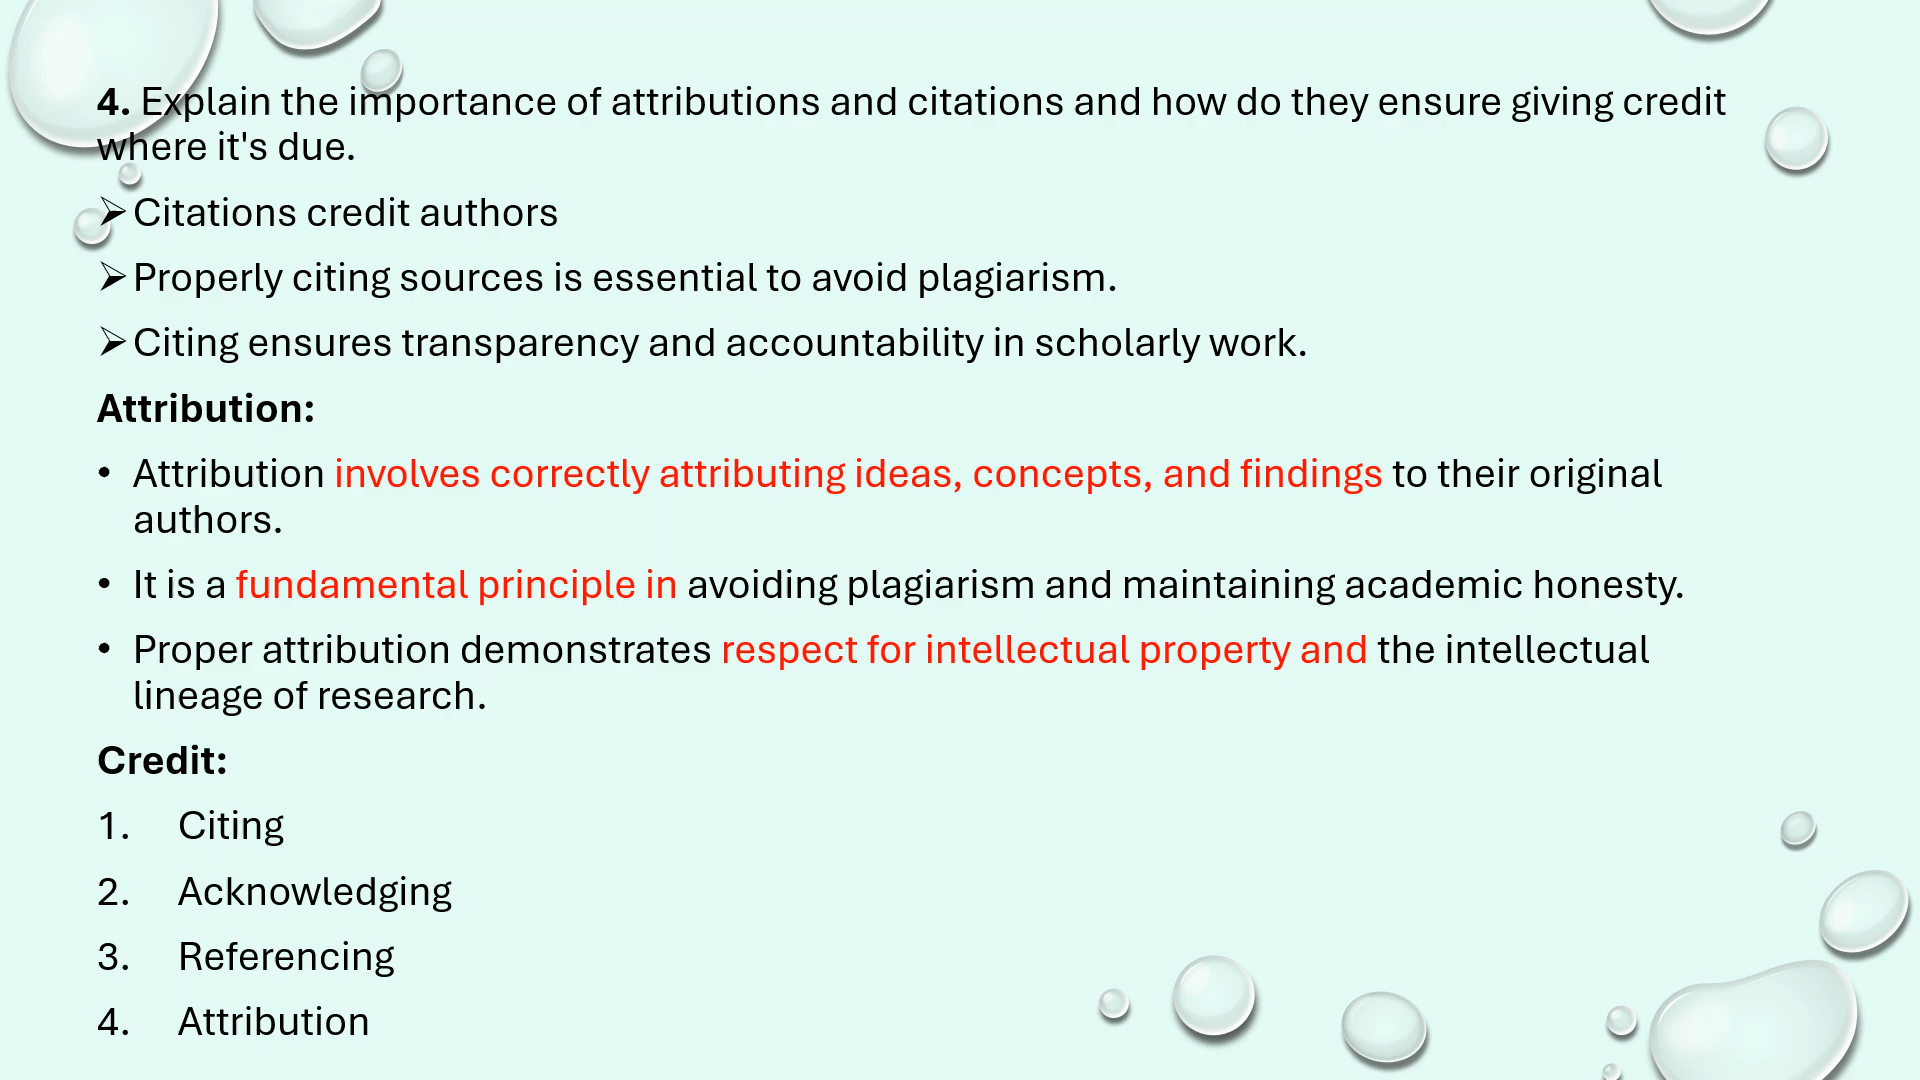 4. Explain the importance of attributions and citations and how do they ensure giving credit
where it's due.
➢ Citations credit authors
➢ Properly citing sources is essential to avoid plagiarism.
➢ Citing ensures transparency and accountability in scholarly work.
Attribution:
• Attribution involves correctly attributing ideas, concepts, and findings to their original
authors.
• It is a fundamental principle in avoiding plagiarism and maintaining academic honesty.
• Proper attribution demonstrates respect for intellectual property and the intellectual
lineage of research.
Credit:
1. Citing
2. Acknowledging
3. Referencing
4. Attribution